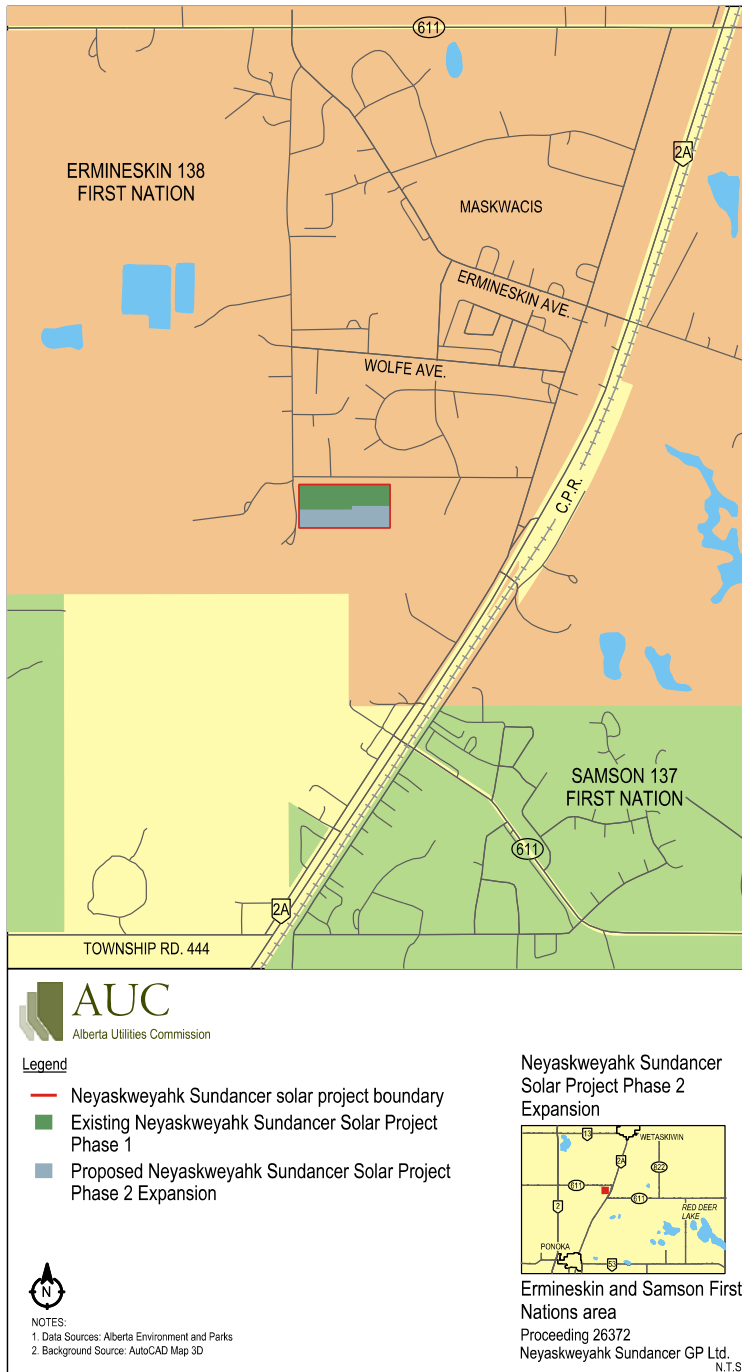 611
2A
ERMINESKIN 138
FIRST NATION
MASKWACIS
ERMINESKIN AVE.
WOLFE AVE.
C.P.R.
SAMSON 137
FIRST NATION
611
2A
TOWNSHIP RD. 444
AUC
Alberta Utilities Commission
Legend
Neyaskweyahk Sundancer solar project boundary
Existing Neyaskweyahk Sundancer Solar Project
Phase 1
Proposed Neyaskweyahk Sundancer Solar Project
Phase 2 Expansion
N
NOTES:
1. Data Sources: Alberta Environment and Parks
2. Background Source: AutoCAD Map 3D
Neyaskweyahk Sundancer
Solar Project Phase 2
Expansion
13
WETASKIWIN
2A
822
611
611
2
RED DEER
LAKE
PONOKA
53
Ermineskin and Samson First
Nations area
Proceeding 26372
Neyaskweyahk Sundancer GP Ltd.
N.T.S